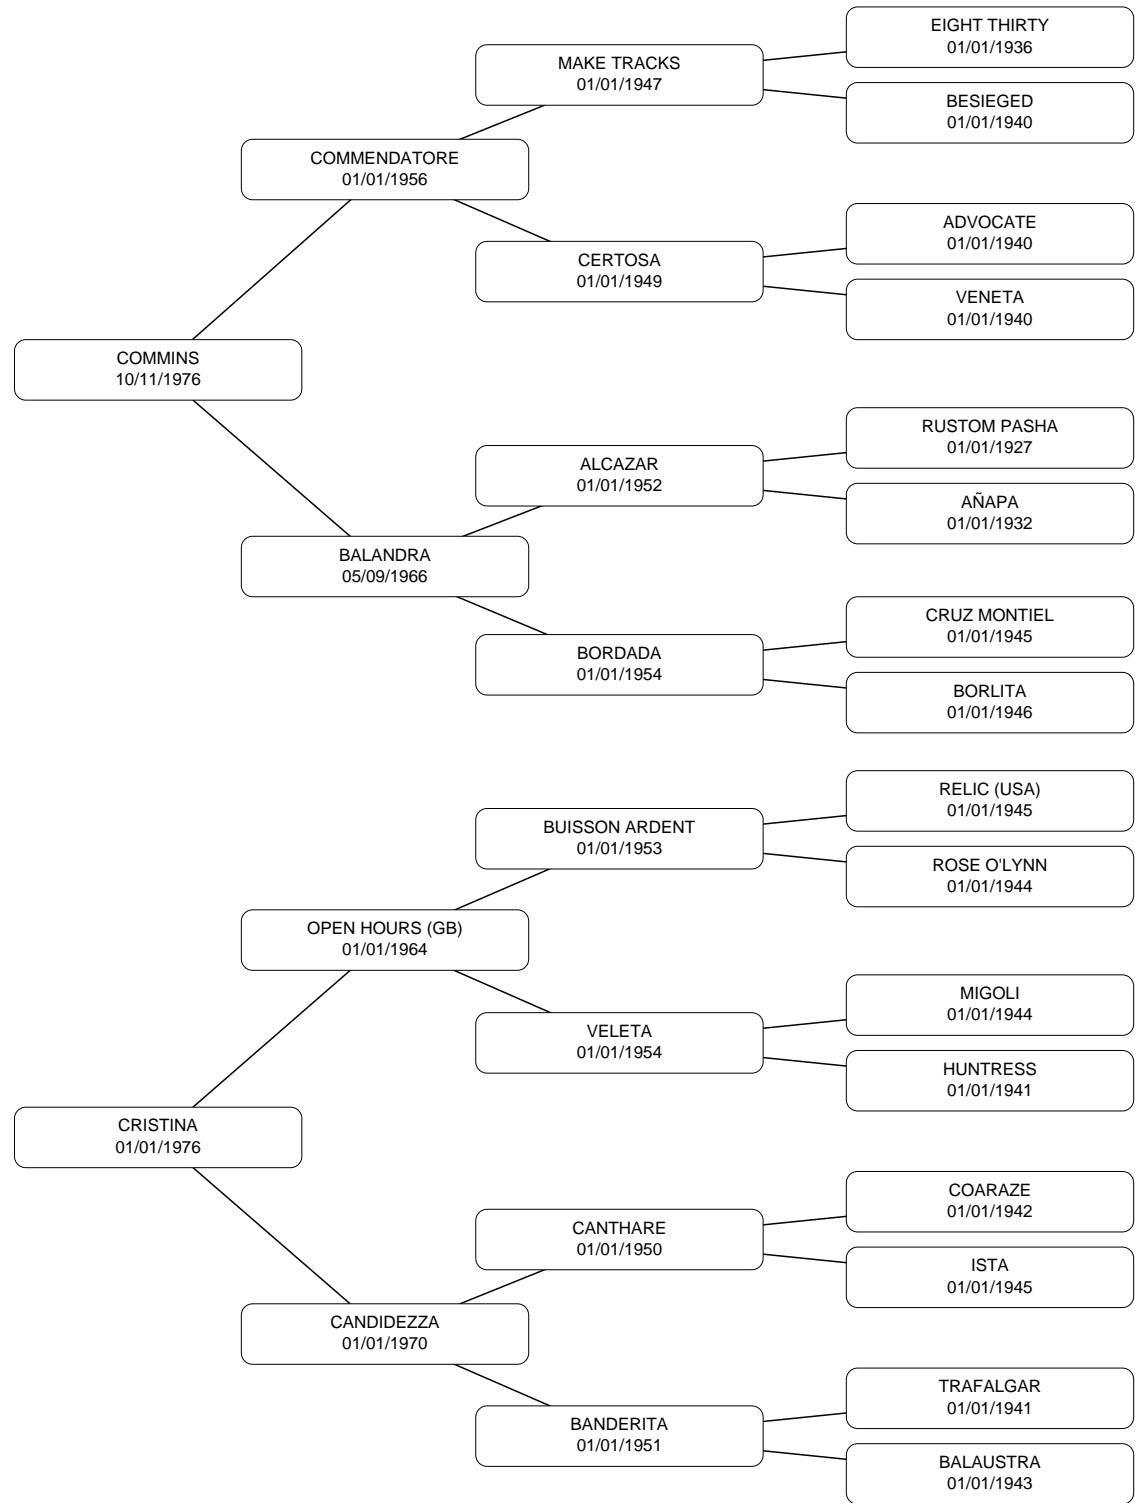 EIGHT THIRTY
01/01/1936
MAKE TRACKS
01/01/1947
BESIEGED
01/01/1940
COMMENDATORE
01/01/1956
ADVOCATE
01/01/1940
CERTOSA
01/01/1949
VENETA
01/01/1940
COMMINS
10/11/1976
RUSTOM PASHA
01/01/1927
ALCAZAR
01/01/1952
AÑAPA
01/01/1932
BALANDRA
05/09/1966
CRUZ MONTIEL
01/01/1945
BORDADA
01/01/1954
BORLITA
01/01/1946
RELIC (USA)
01/01/1945
BUISSON ARDENT
01/01/1953
ROSE O'LYNN
01/01/1944
OPEN HOURS (GB)
01/01/1964
MIGOLI
01/01/1944
VELETA
01/01/1954
HUNTRESS
01/01/1941
CRISTINA
01/01/1976
COARAZE
01/01/1942
CANTHARE
01/01/1950
ISTA
01/01/1945
CANDIDEZZA
01/01/1970
TRAFALGAR
01/01/1941
BANDERITA
01/01/1951
BALAUSTRA
01/01/1943